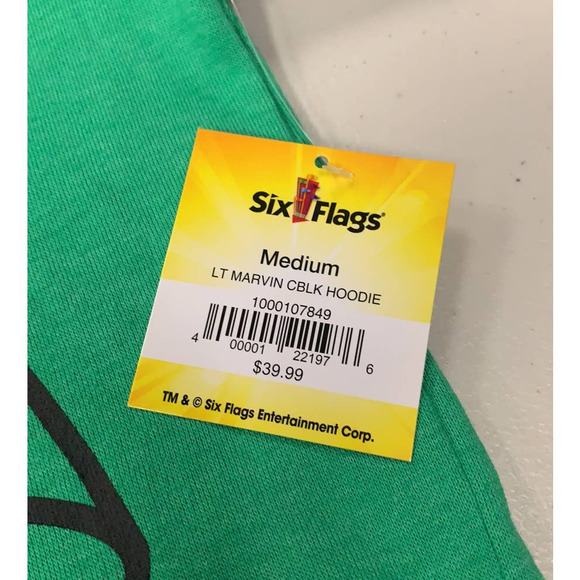 Six Flags
Medium
LT MARVIN CBLK HOODIE
1000107849
4 00001 22197 6
$39.99
TM & © Six Flags Entertainment Corp.